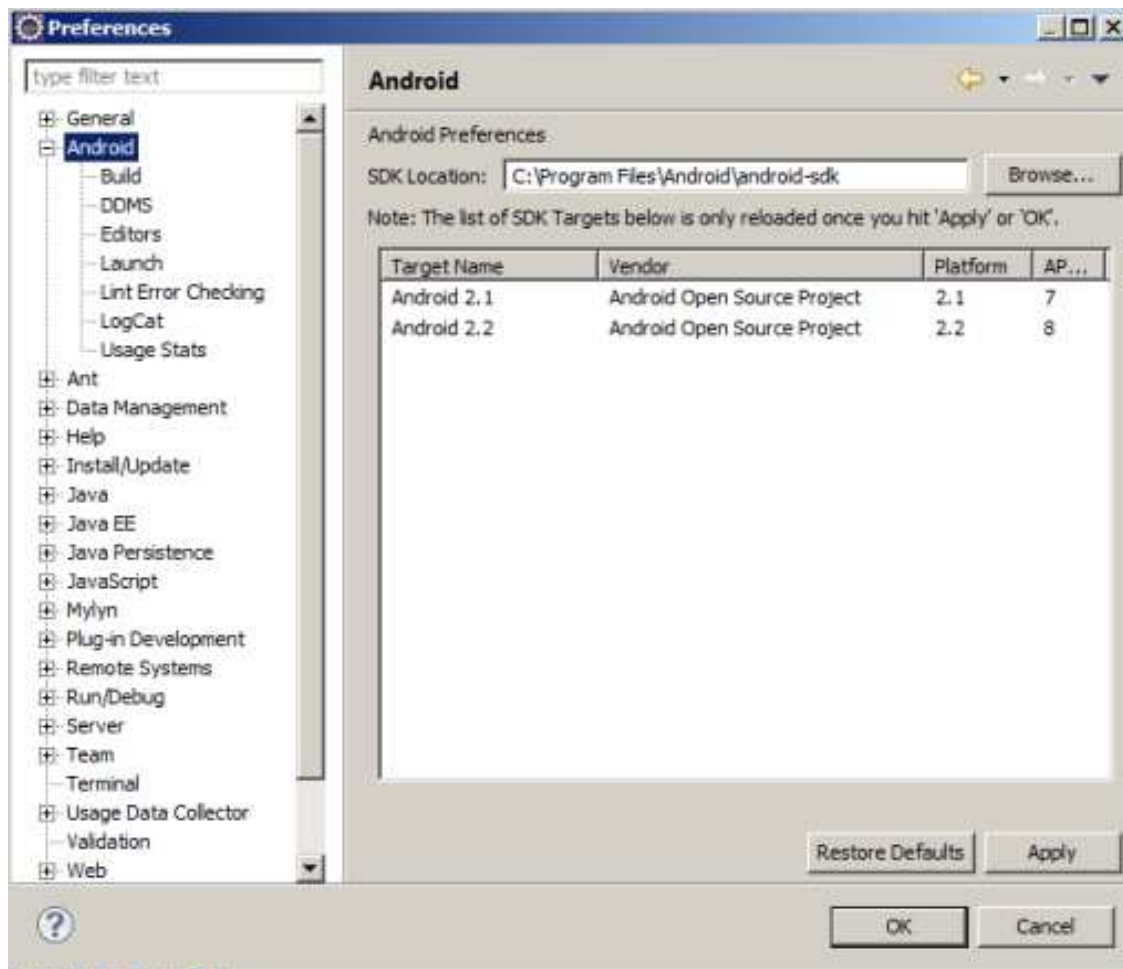 Preferences
type filter text
General
Android
Build
DDMS
Editors
Launch
Lint Error Checking
LogCat
Usage Stats
Ant
Data Management
Help
Install/Update
Java
Java EE
Java Persistence
JavaScript
Mylyn
Plug-in Development
Remote Systems
Run/Debug
Server
Team
Terminal
Usage Data Collector
Validation
Web
Android
Android Preferences
SDK Location: C:\Program Files\Android\android-sdk Browse...
Note: The list of SDK Targets below is only reloaded once you hit 'Apply' or 'OK'.
Target Name Vendor Platform AP...
Android 2.1 Android Open Source Project 2.1 7
Android 2.2 Android Open Source Project 2.2 8
Restore Defaults Apply
? OK Cancel